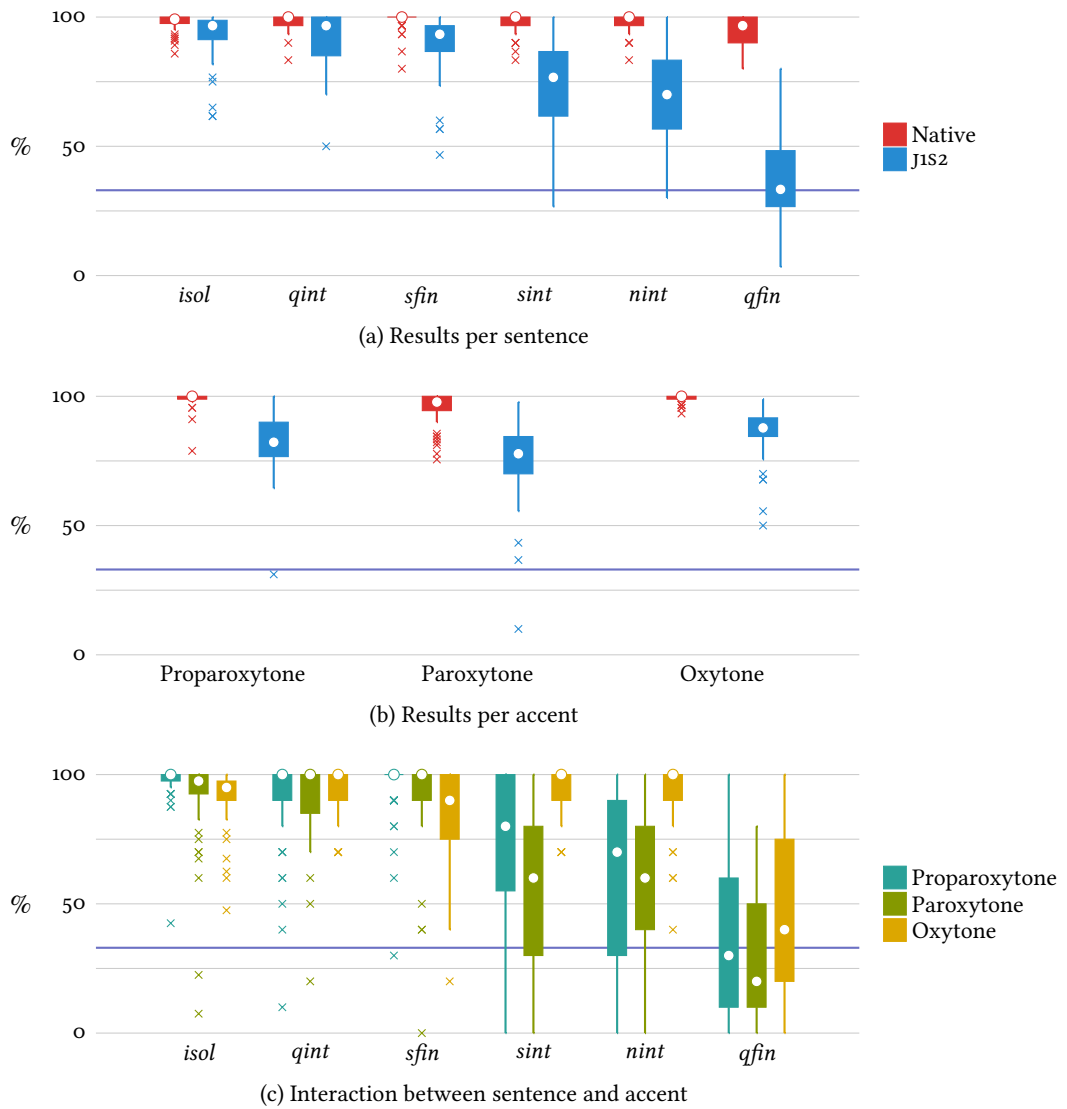 100
50
0
%
isol qint sfin sint nint qfin
Native
J1S2
(a) Results per sentence
100
50
0
%
Proparoxytone Paroxytone Oxytone
(b) Results per accent
100
50
0
%
isol qint sfin sint nint qfin
Proparoxytone
Paroxytone
Oxytone
(c) Interaction between sentence and accent